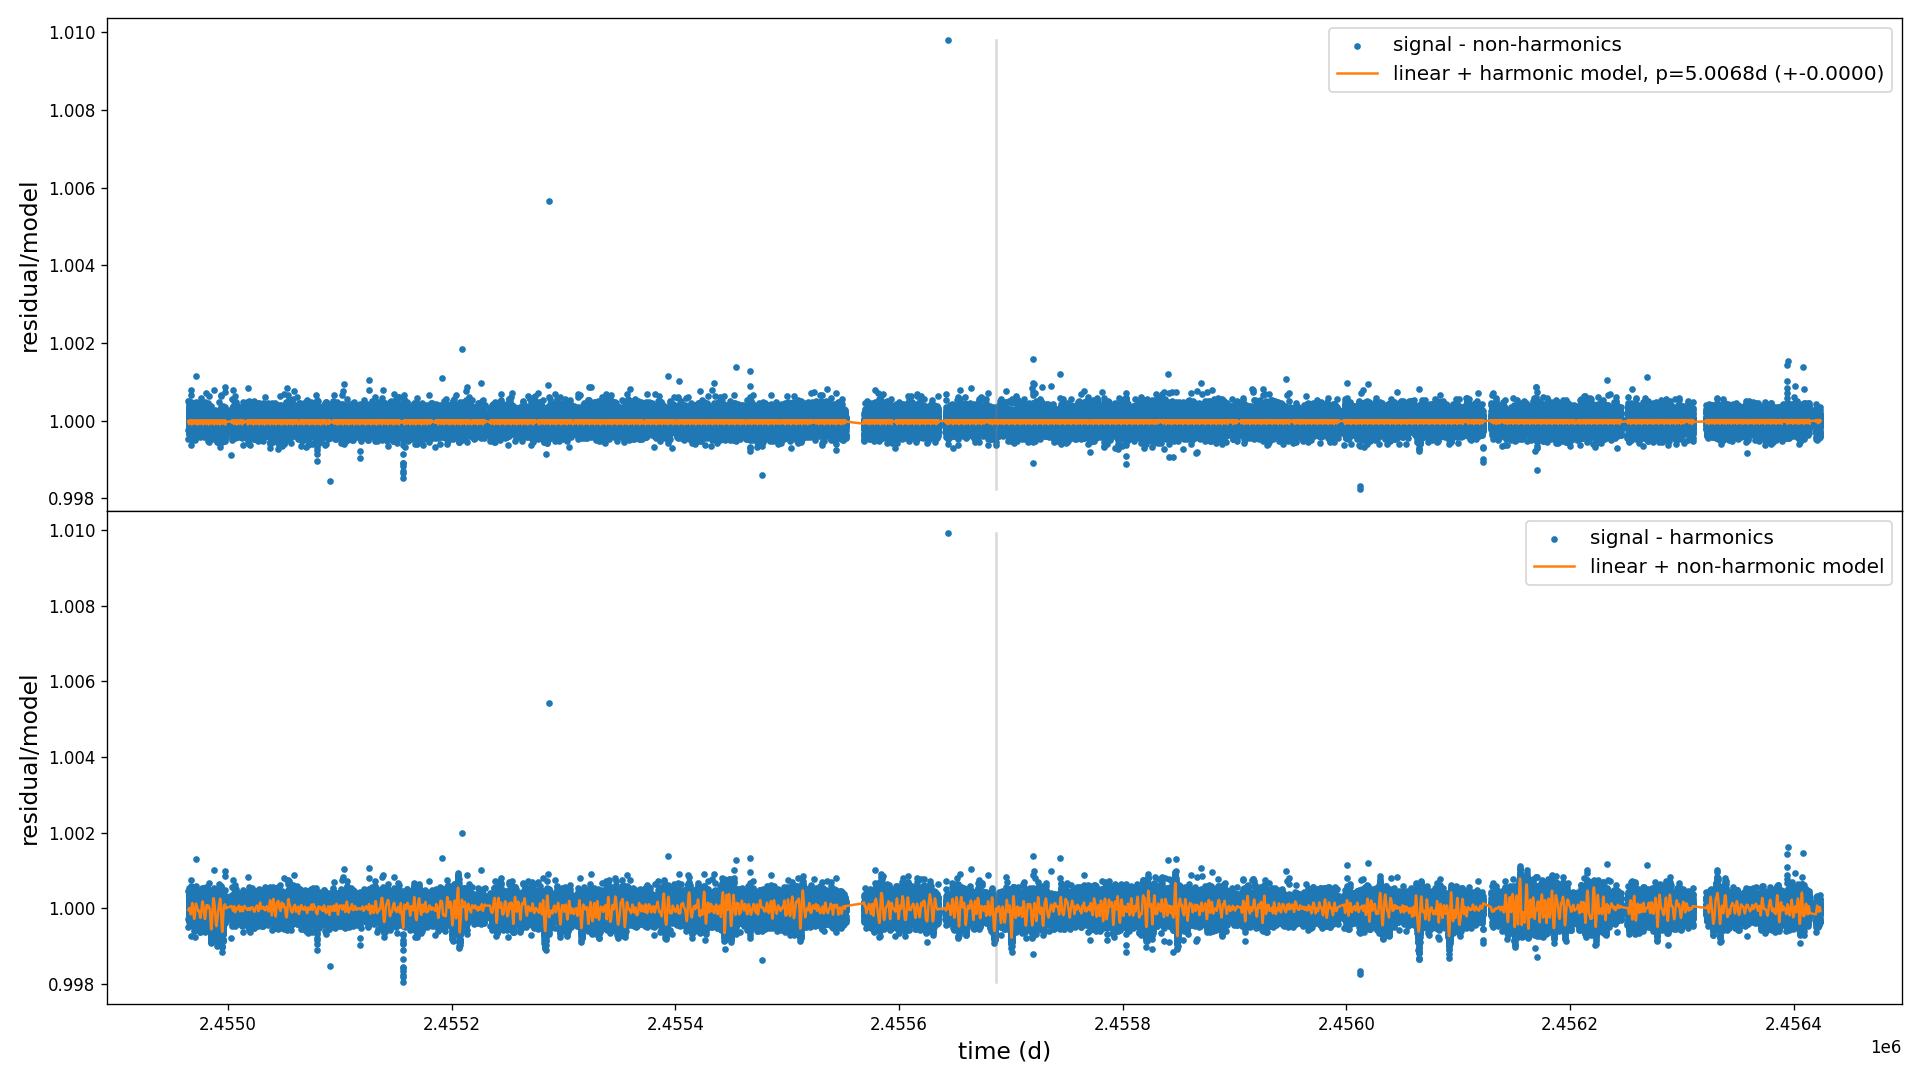 1.010
1.008
1.006
1.004
1.002
1.000
0.998
residual/model
signal - non-harmonics
linear + harmonic model, p=5.0068d (+-0.0000)
1.010
1.008
1.006
1.004
1.002
1.000
0.998
residual/model
signal - harmonics
linear + non-harmonic model
2.4550 2.4552 2.4554 2.4556 2.4558 2.4560 2.4562 2.4564
1e6
time (d)